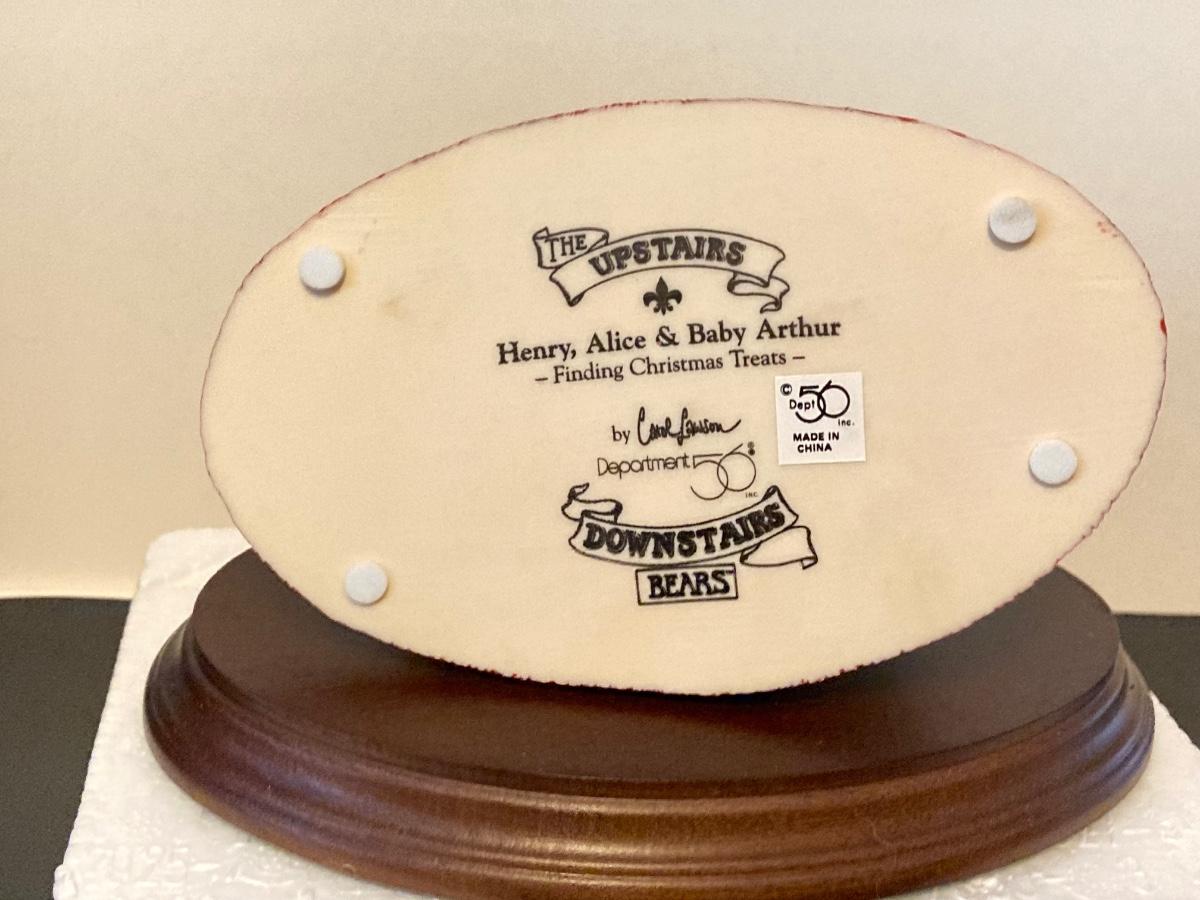 THE UPSTAIRS
Henry, Alice & Baby Arthur
– Finding Christmas Treats –
by Carol Lawson
Department 56®
INC.
DOWNSTAIRS
BEARS™
© Dept 56 inc.
MADE IN
CHINA